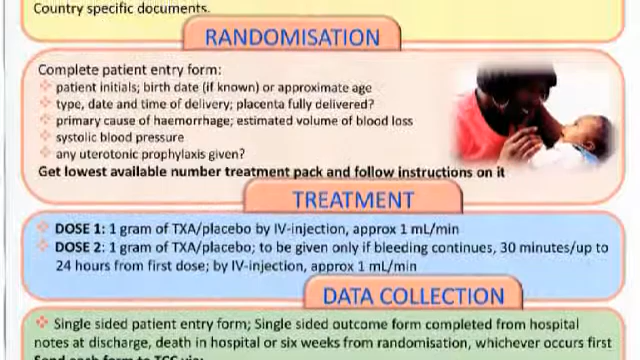 Country specific documents.
RANDOMISATION
Complete patient entry form:
patient initials; birth date (if known) or approximate age
type, date and time of delivery; placenta fully delivered?
primary cause of haemorrhage; estimated volume of blood loss
systolic blood pressure
any uterotonic prophylaxis given?
Get lowest available number treatment pack and follow instructions on it
TREATMENT
DOSE 1: 1 gram of TXA/placebo by IV-injection, approx 1 mL/min
DOSE 2: 1 gram of TXA/placebo; to be given only if bleeding continues, 30 minutes/up to
24 hours from first dose; by IV-injection, approx 1 mL/min
DATA COLLECTION
Single sided patient entry form; Single sided outcome form completed from hospital
notes at discharge, death in hospital or six weeks from randomisation, whichever occurs first
Send each form to TCC via: